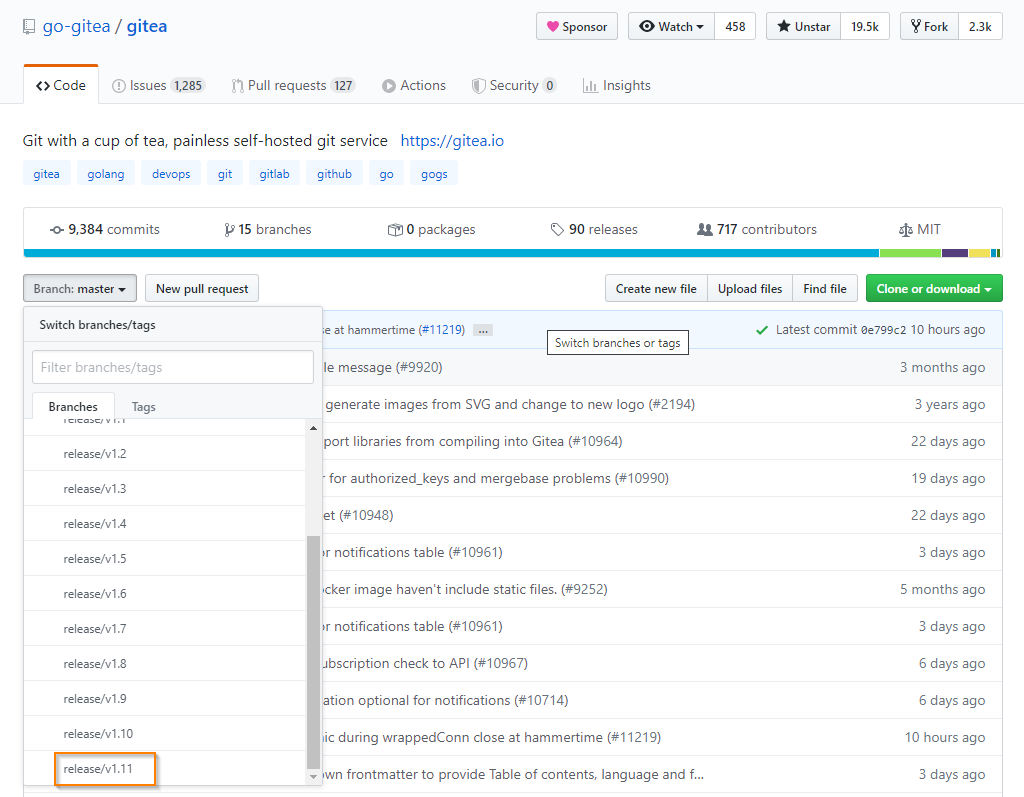 go-gitea / gitea
Sponsor Watch 458 Unstar 19.5k Fork 2.3k
Code Issues 1,285 Pull requests 127 Actions Security 0 Insights
Git with a cup of tea, painless self-hosted git service https://gitea.io
gitea golang devops git gitlab github go gogs
9,384 commits 15 branches 0 packages 90 releases 717 contributors MIT
Branch: master New pull request Create new file Upload files Find file Clone or download
Switch branches/tags
se at hammertime (#11219) ... Latest commit 0e799c2 10 hours ago
Switch branches or tags
Filter branches/tags
le message (#9920) 3 months ago
Branches Tags
generate images from SVG and change to new logo (#2194) 3 years ago
release/v1.1
port libraries from compiling into Gitea (#10964) 22 days ago
release/v1.2
r for authorized_keys and mergebase problems (#10990) 19 days ago
release/v1.3
et (#10948) 22 days ago
release/v1.4
or notifications table (#10961) 3 days ago
release/v1.5
ocker image haven't include static files. (#9252) 5 months ago
release/v1.6
or notifications table (#10961) 3 days ago
release/v1.7
ubscription check to API (#10967) 6 days ago
release/v1.8
ation optional for notifications (#10714) 6 days ago
release/v1.9
release/v1.10
nic during wrappedConn close at hammertime (#11219) 10 hours ago
release/v1.11
own frontmatter to provide Table of contents, language and f... 3 days ago